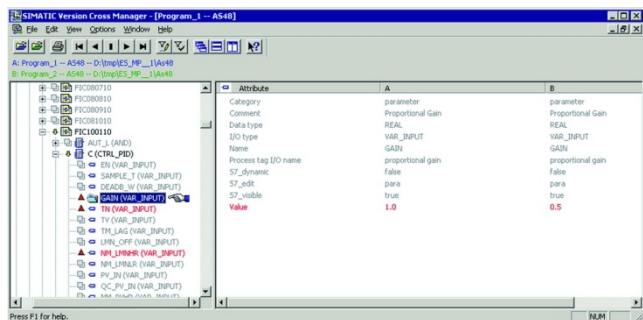 SIMATIC Version Cross Manager - [Program_1 -- AS48]
File Edit View Options Window Help
A: Program_1 -- AS48 -- D:\tmp\ES_MP__1\As48
B: Program_2 -- AS48 -- D:\tmp\ES_MP__1\As48
FIC080710
FIC080810
FIC080910
FIC081010
FIC100110
AUT_L (AND)
C (CTRL_PID)
EN (VAR_INPUT)
SAMPLE_T (VAR_INPUT)
DEADB_W (VAR_INPUT)
GAIN (VAR_INPUT)
TN (VAR_INPUT)
TV (VAR_INPUT)
TM_LAG (VAR_INPUT)
LMN_OFF (VAR_INPUT)
NM_LMNHR (VAR_INPUT)
NM_LMNLR (VAR_INPUT)
PV_IN (VAR_INPUT)
QC_PV_IN (VAR_INPUT)
NM_PVHR (VAR_INPUT)
Attribute A B
Category parameter parameter
Comment Proportional Gain Proportional Gain
Data type REAL REAL
I/O type VAR_INPUT VAR_INPUT
Name GAIN GAIN
Process tag I/O name proportional gain proportional gain
S7_dynamic false false
S7_edit para para
S7_visible true true
Value 1.0 0.5
Press F1 for help.
NUM